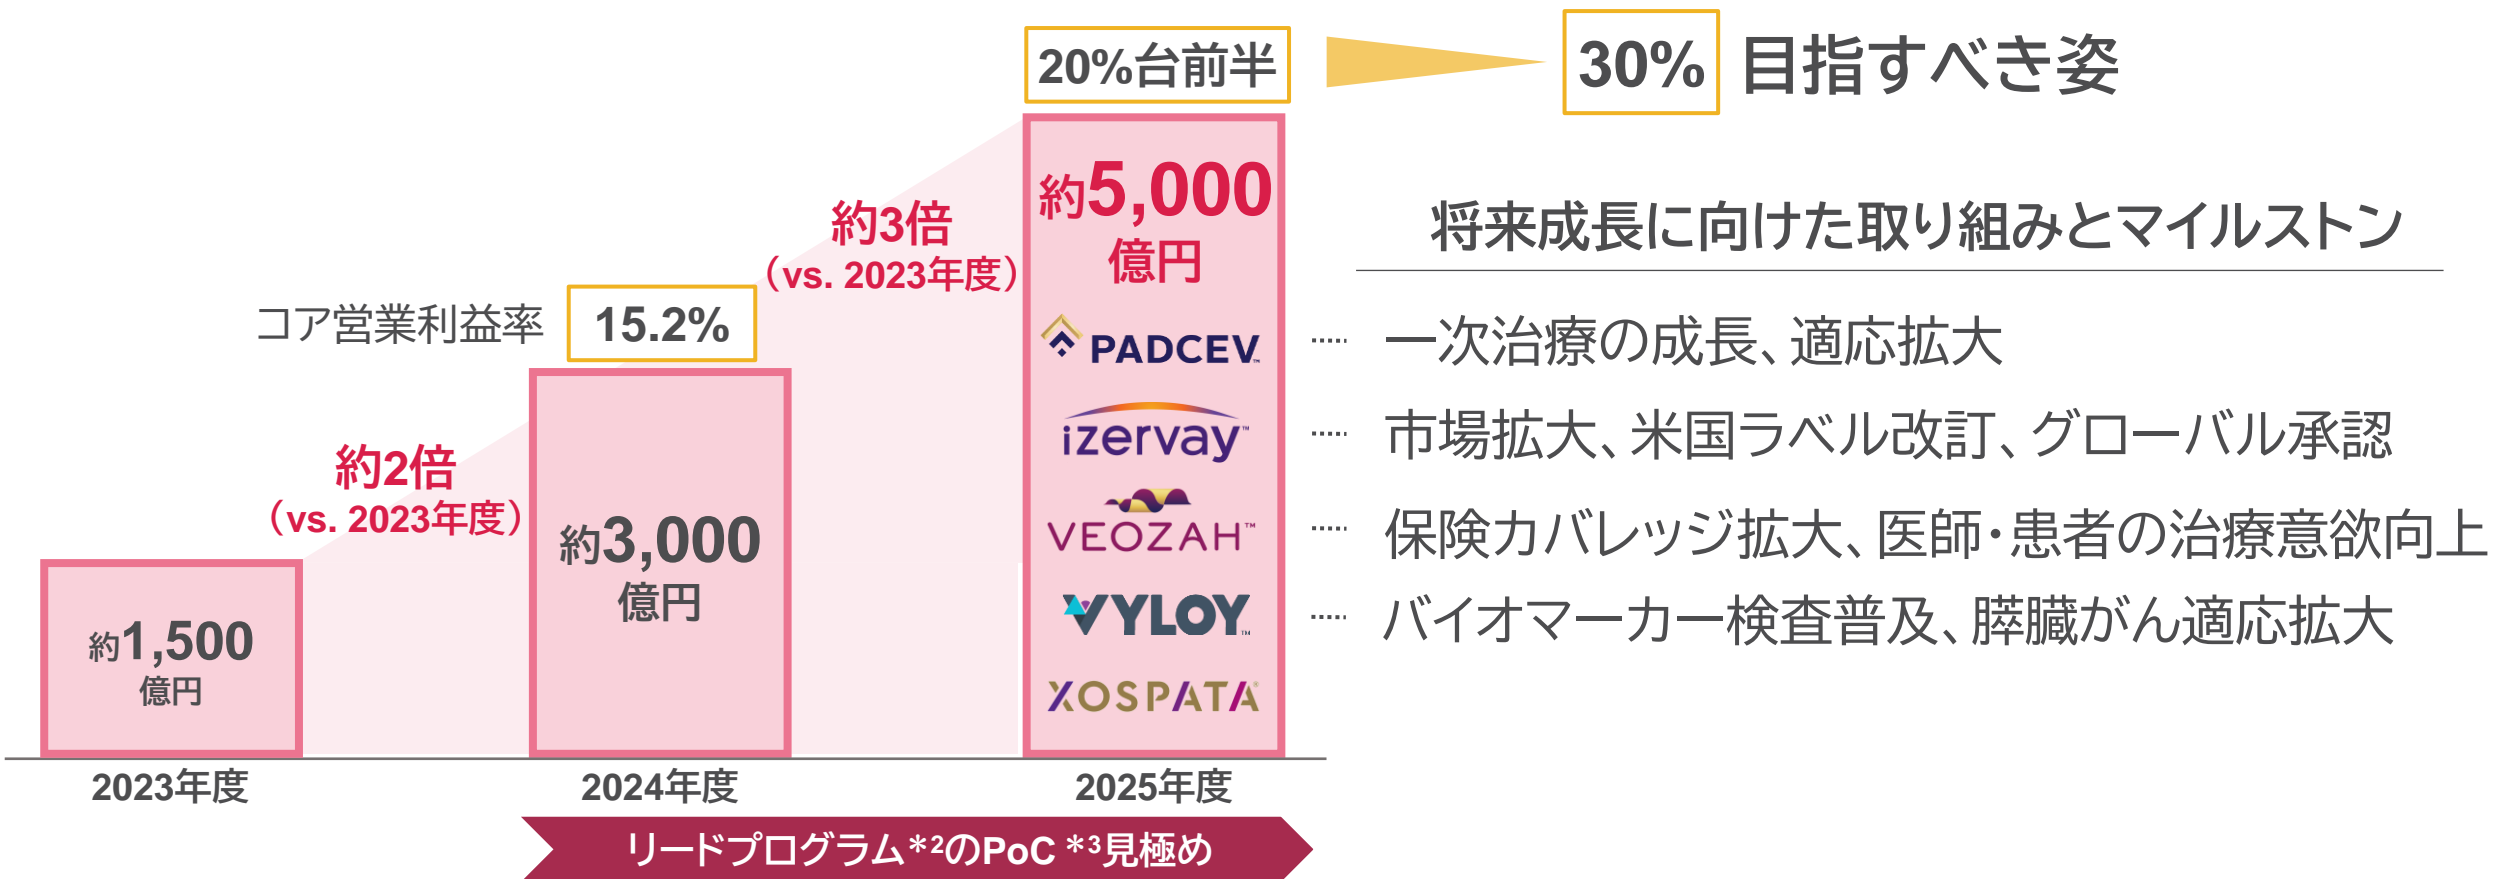 20%台前半
30%
目指すべき姿
約5,000
億円
約3倍
（vs. 2023年度）
将来成長に向けた取り組みとマイルストン
コア営業利益率
15.2%
PADCEV™
…… 一次治療の成長、適応拡大
izervay™
…… 市場拡大、米国ラベル改訂、グローバル承認
約2倍
（vs. 2023年度）
約3,000
億円
VEOZAH™
…… 保険カバレッジ拡大、医師・患者の治療意欲向上
約1,500
億円
VYLOY™
…… バイオマーカー検査普及、膵臓がん適応拡大
XOSPATA®
2023年度
2024年度
2025年度
リードプログラム*2のPoC*3見極め